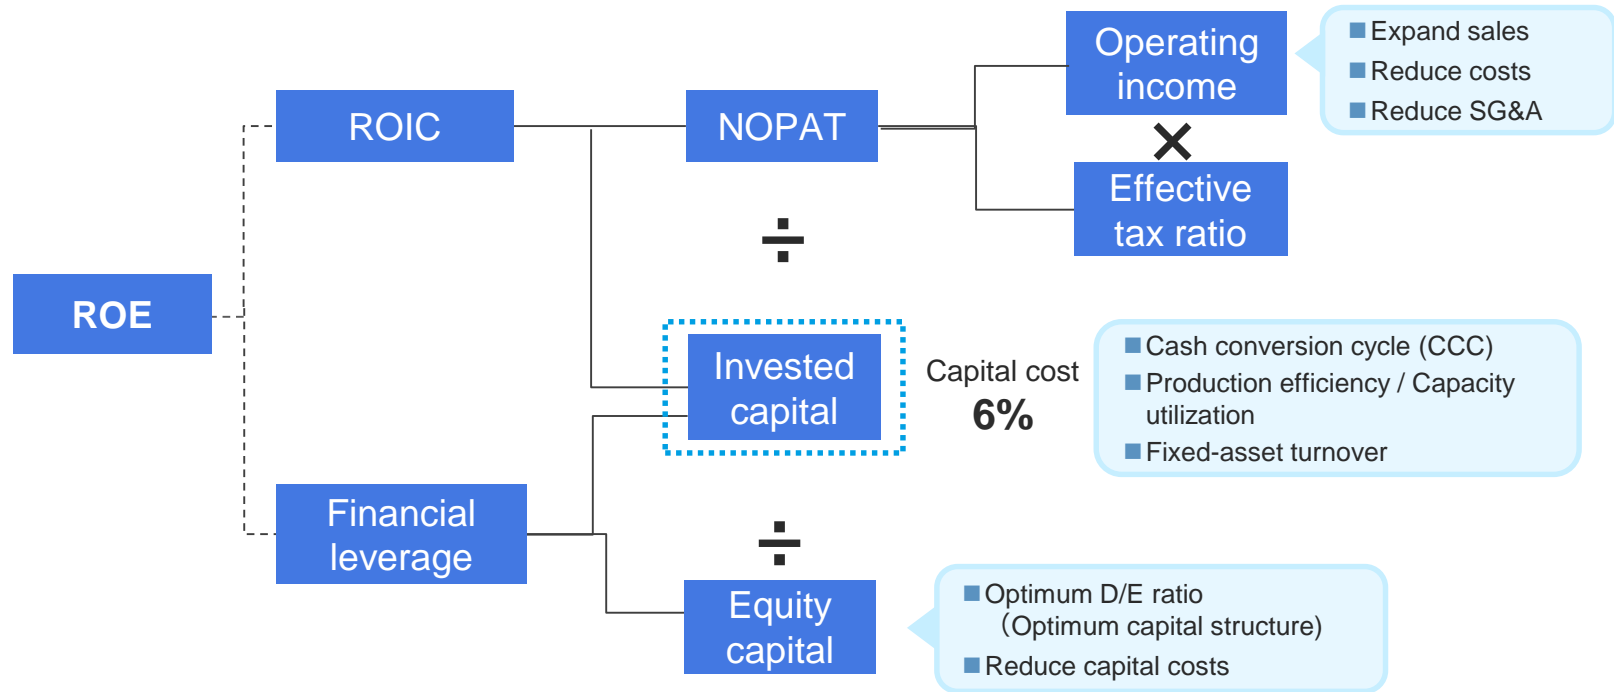 Operating
income
■ Expand sales
■ Reduce costs
■ Reduce SG&A
ROIC
NOPAT
×
Effective
tax ratio
÷
ROE
Invested
capital
Capital cost
6%
■ Cash conversion cycle (CCC)
■ Production efficiency / Capacity
utilization
■ Fixed-asset turnover
Financial
leverage
÷
Equity
capital
■ Optimum D/E ratio
（Optimum capital structure)
■ Reduce capital costs